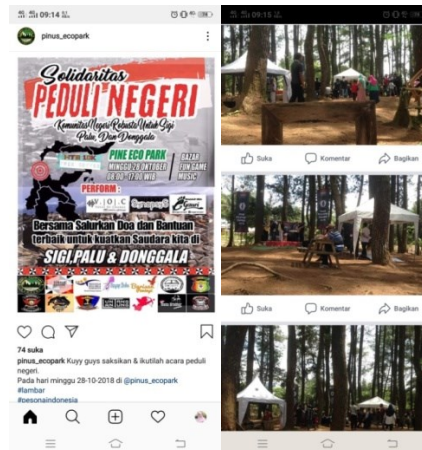 09:14
pinus_ecopark
Solidaritas
PEDULI NEGERI
Komunitas Negeri Robusta Untuk Sigi
Palu, Dan Donggala
PINE ECO PARK
MINGGU 28 OKTOBER
08:00 - 17:00 WIB
BAZAR
FUN GAME
MUSIC
PERFORM :
Bersama Salurkan Doa dan Bantuan
terbaik untuk kuatkan Saudara kita di
SIGI, PALU & DONGGALA
74 suka
pinus_ecopark Kuyy guys saksikan & ikutilah acara peduli
negeri.
Pada hari minggu 28-10-2018 di @pinus_ecopark
#lambar
#pesonaindonesia
09:15
Suka
Komentar
Bagikan
Suka
Komentar
Bagikan